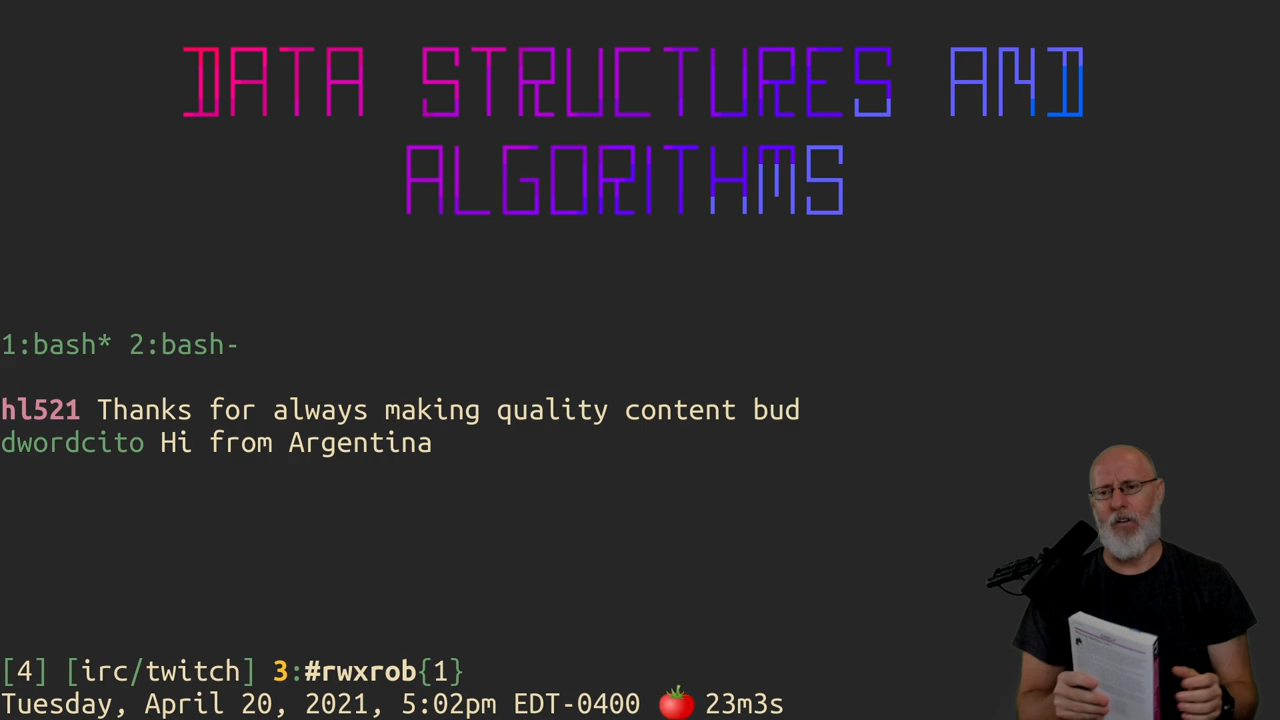 DATA STRUCTURES AND
ALGORITHMS
1:bash* 2:bash-
hl521 Thanks for always making quality content bud
dwordcito Hi from Argentina
[4] [irc/twitch] 3:#rwxrob{1}
Tuesday, April 20, 2021, 5:02pm EDT-0400 🍅 23m3s